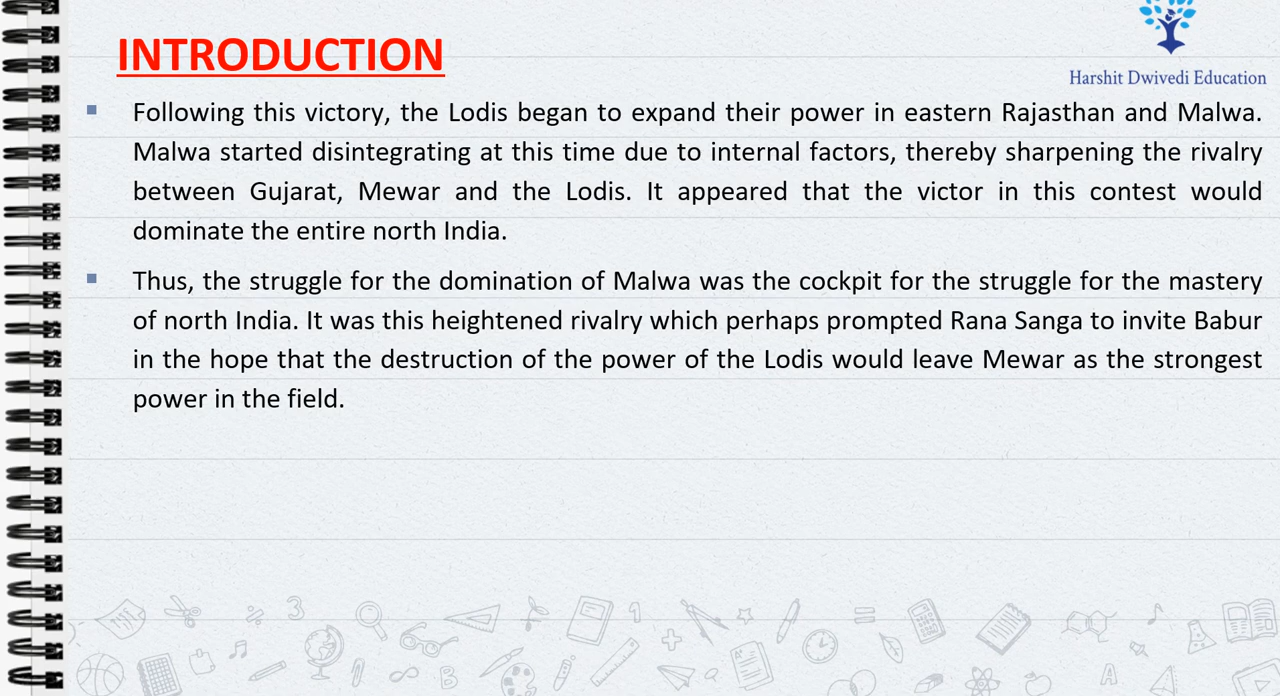 INTRODUCTION
Harshit Dwivedi Education
▪ Following this victory, the Lodis began to expand their power in eastern Rajasthan and Malwa.
Malwa started disintegrating at this time due to internal factors, thereby sharpening the rivalry
between Gujarat, Mewar and the Lodis. It appeared that the victor in this contest would
dominate the entire north India.
▪ Thus, the struggle for the domination of Malwa was the cockpit for the struggle for the mastery
of north India. It was this heightened rivalry which perhaps prompted Rana Sanga to invite Babur
in the hope that the destruction of the power of the Lodis would leave Mewar as the strongest
power in the field.